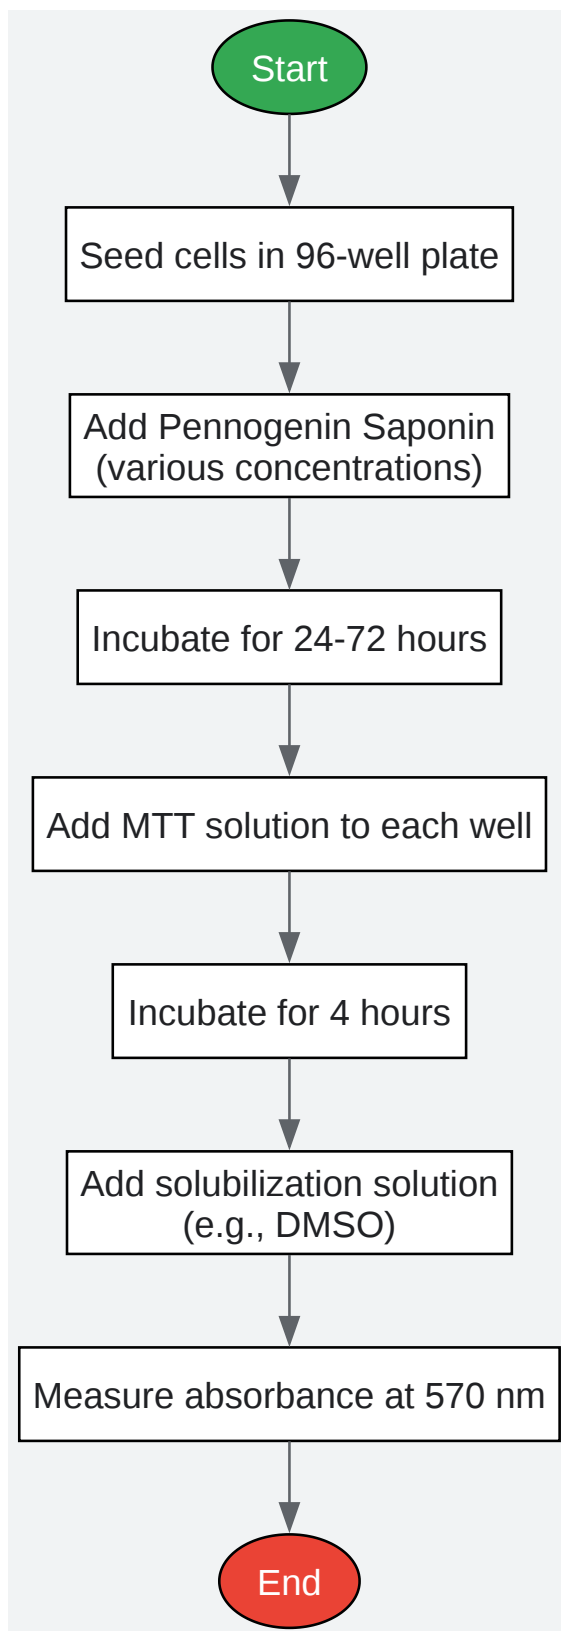 Start
Seed cells in 96-well plate
Add Pennogenin Saponin
(various concentrations)
Incubate for 24-72 hours
Add MTT solution to each well
Incubate for 4 hours
Add solubilization solution
(e.g., DMSO)
Measure absorbance at 570 nm
End